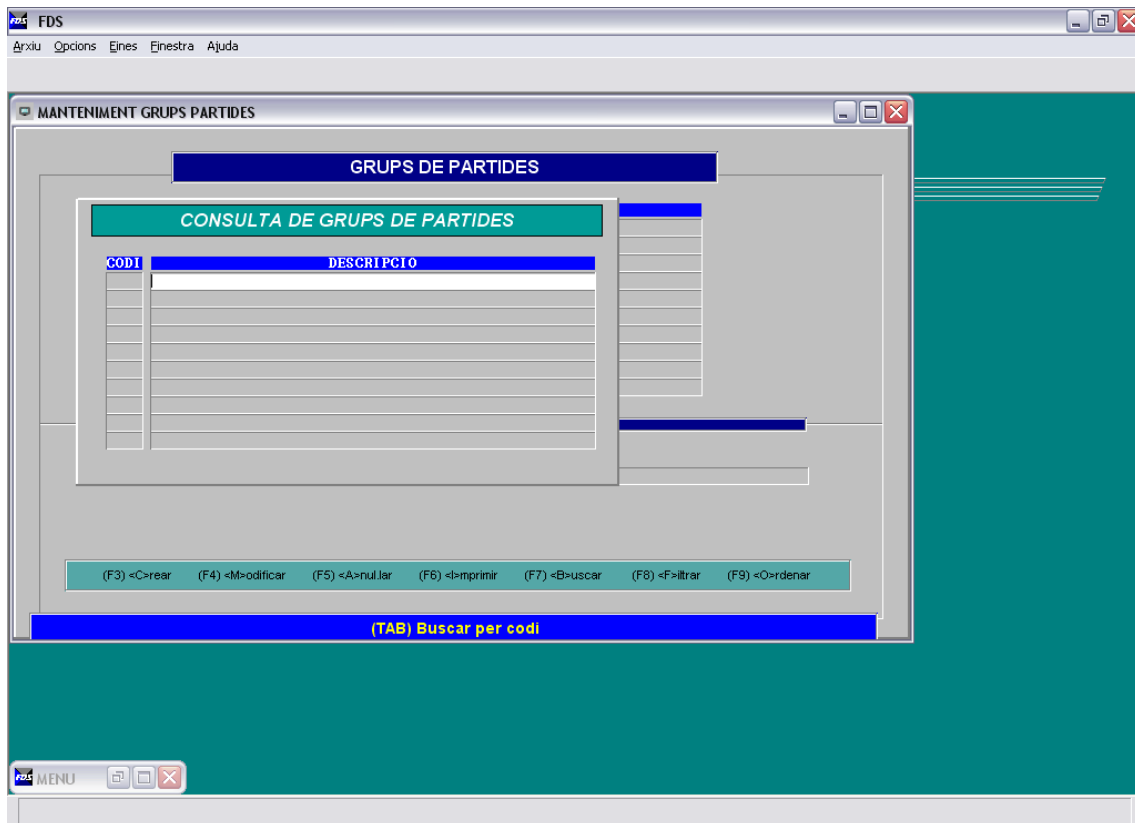 FDS FDS
Arxiu Opcions Eines Finestra Ajuda
MANTENIMENT GRUPS PARTIDES
GRUPS DE PARTIDES
CONSULTA DE GRUPS DE PARTIDES
CODI DESCRIPCIO
(F3) <C>rear (F4) <M>odificar (F5) <A>nul.lar (F6) <I>mprimir (F7) <B>uscar (F8) <F>iltrar (F9) <O>rdenar
(TAB) Buscar per codi
FDS MENU